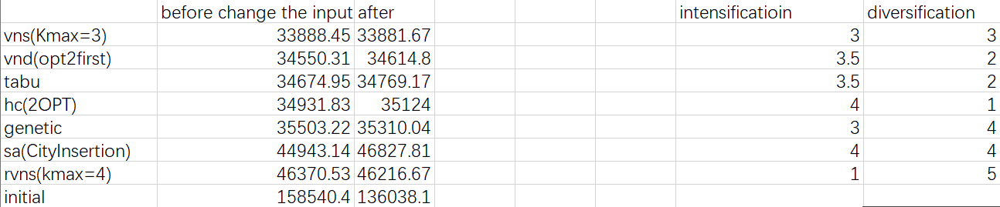 before change the input after intensificatioin diversification
vns(Kmax=3) 33888.45 33881.67 3 3
vnd(opt2first) 34550.31 34614.8 3.5 2
tabu 34674.95 34769.17 3.5 2
hc(2OPT) 34931.83 35124 4 1
genetic 35503.22 35310.04 3 4
sa(CityInsertion) 44943.14 46827.81 4 4
rvns(kmax=4) 46370.53 46216.67 1 5
initial 158540.4 136038.1